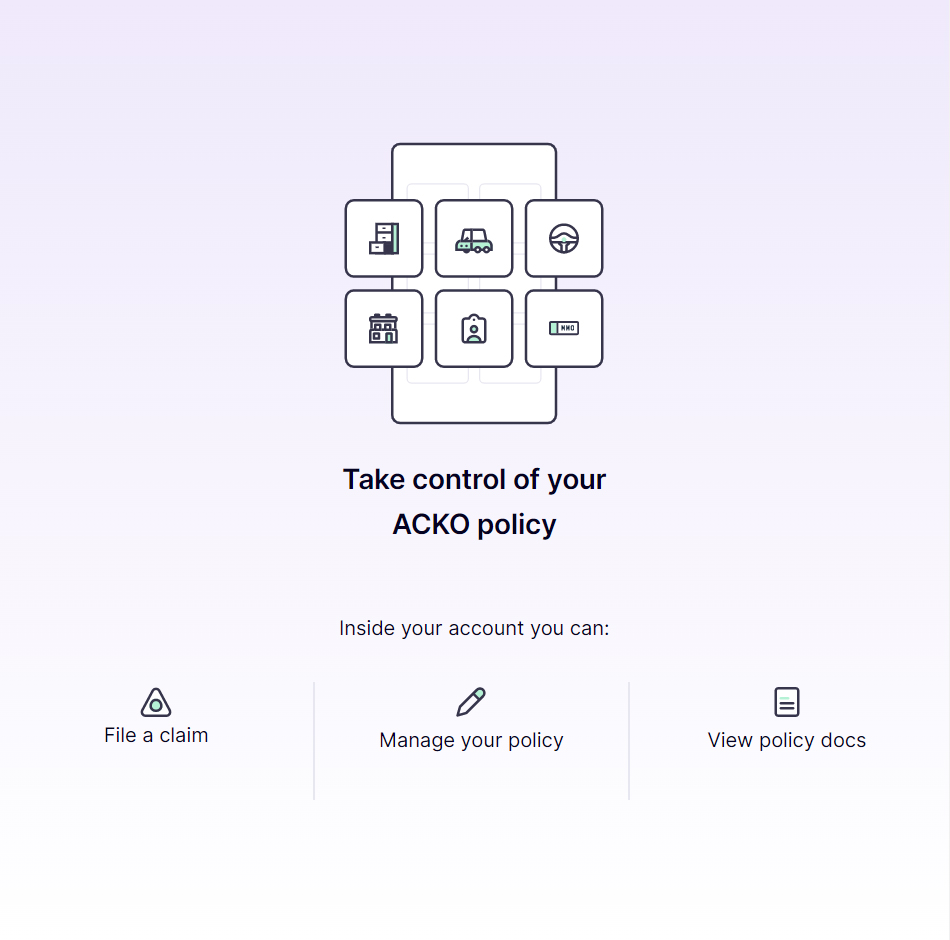 Take control of your
ACKO policy
Inside your account you can:
File a claim
Manage your policy
View policy docs